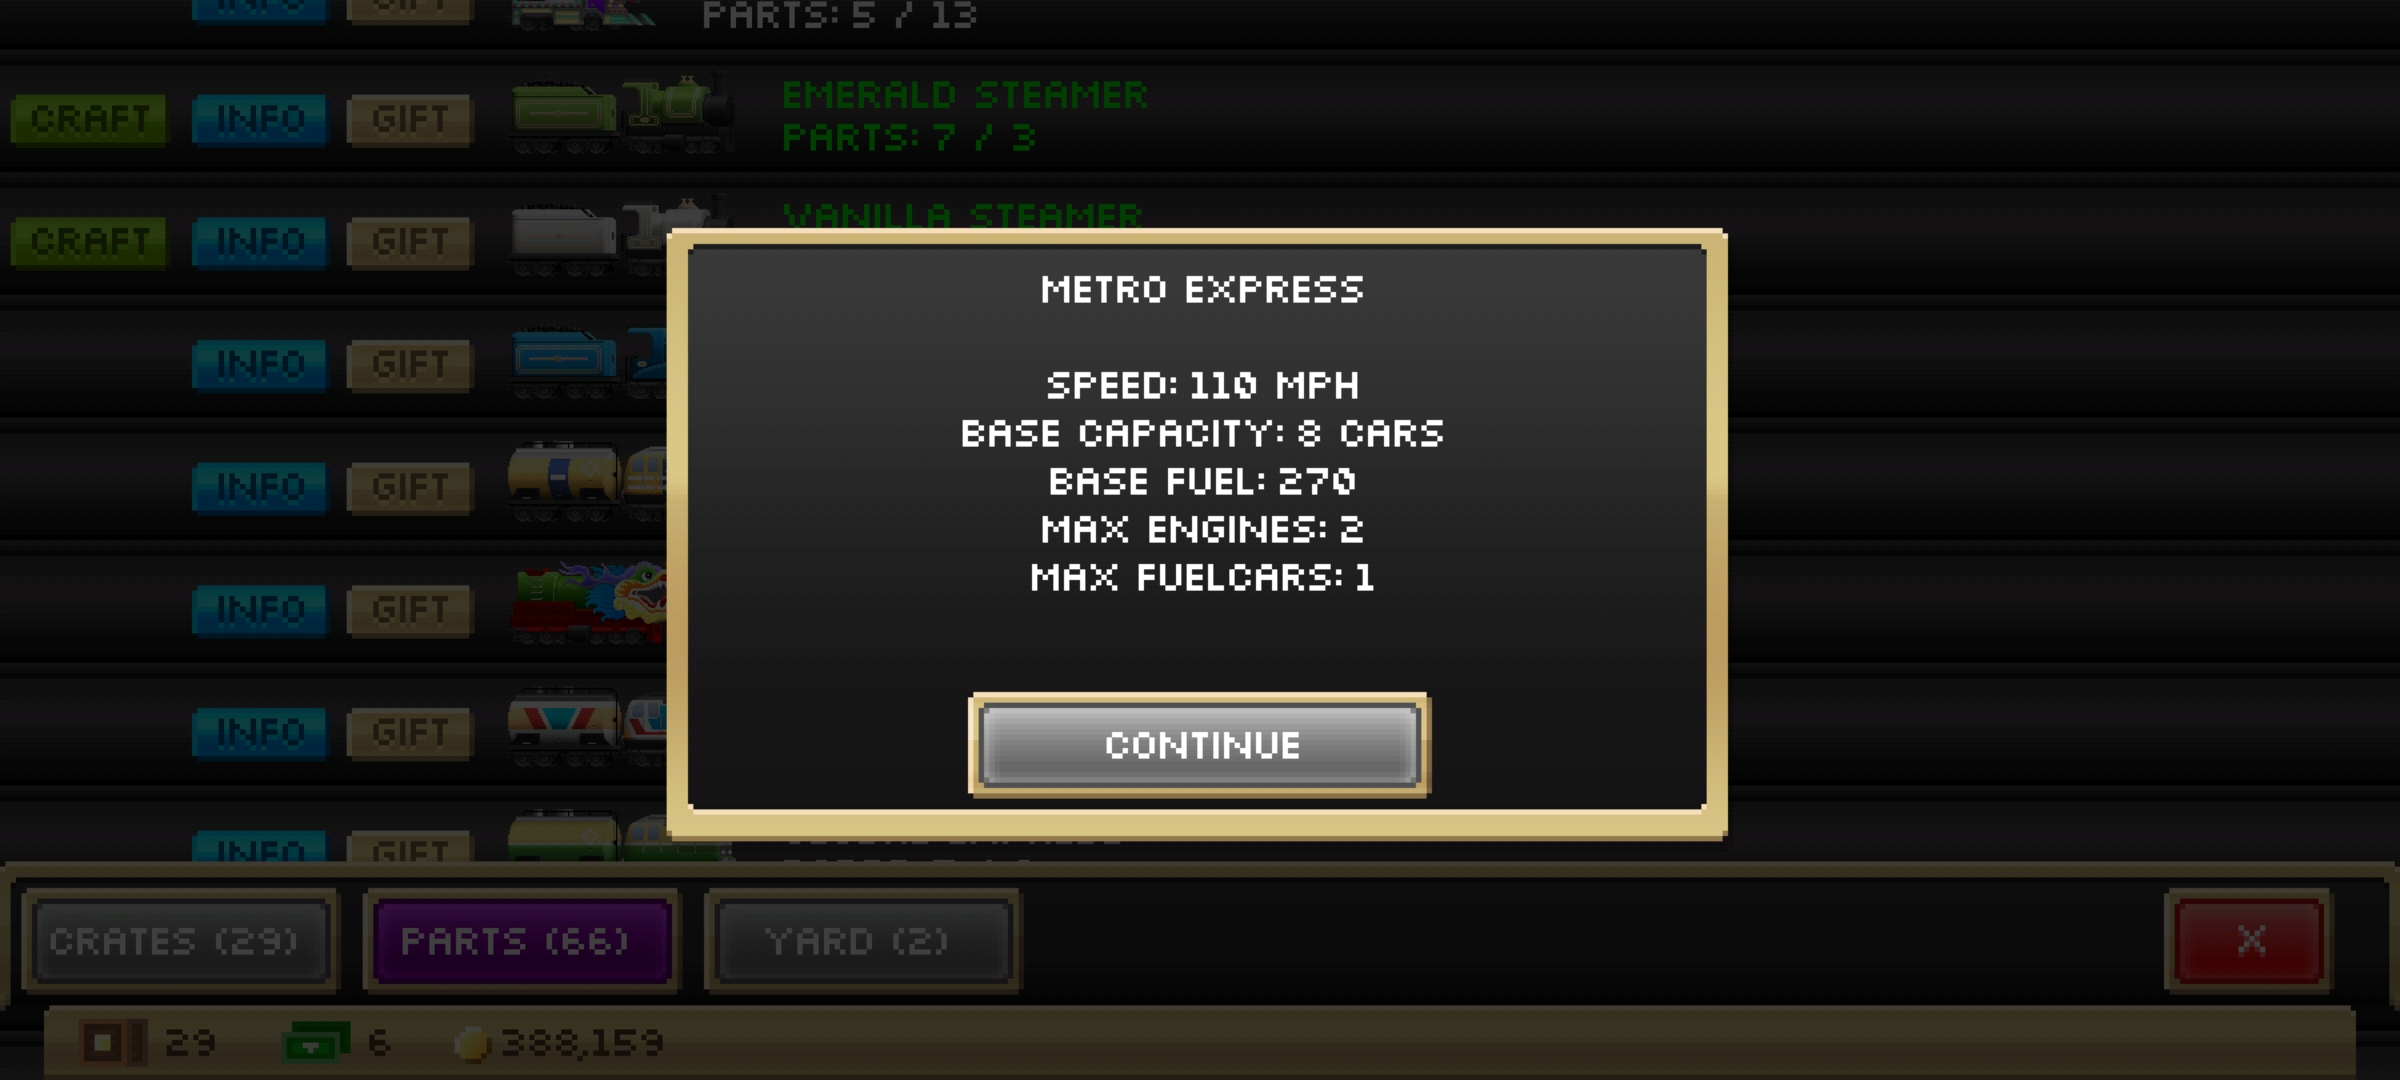 INFO GIFT PARTS: 5 / 13
CRAFT INFO GIFT EMERALD STEAMER
PARTS: 7 / 3
CRAFT INFO GIFT VANILLA STEAMER
METRO EXPRESS
SPEED: 110 MPH
BASE CAPACITY: 8 CARS
BASE FUEL: 270
MAX ENGINES: 2
MAX FUELCARS: 1
CONTINUE
INFO GIFT
INFO GIFT
INFO GIFT
INFO GIFT
INFO GIFT
CRATES (29) PARTS (66) YARD (2) X
29 6 388,159